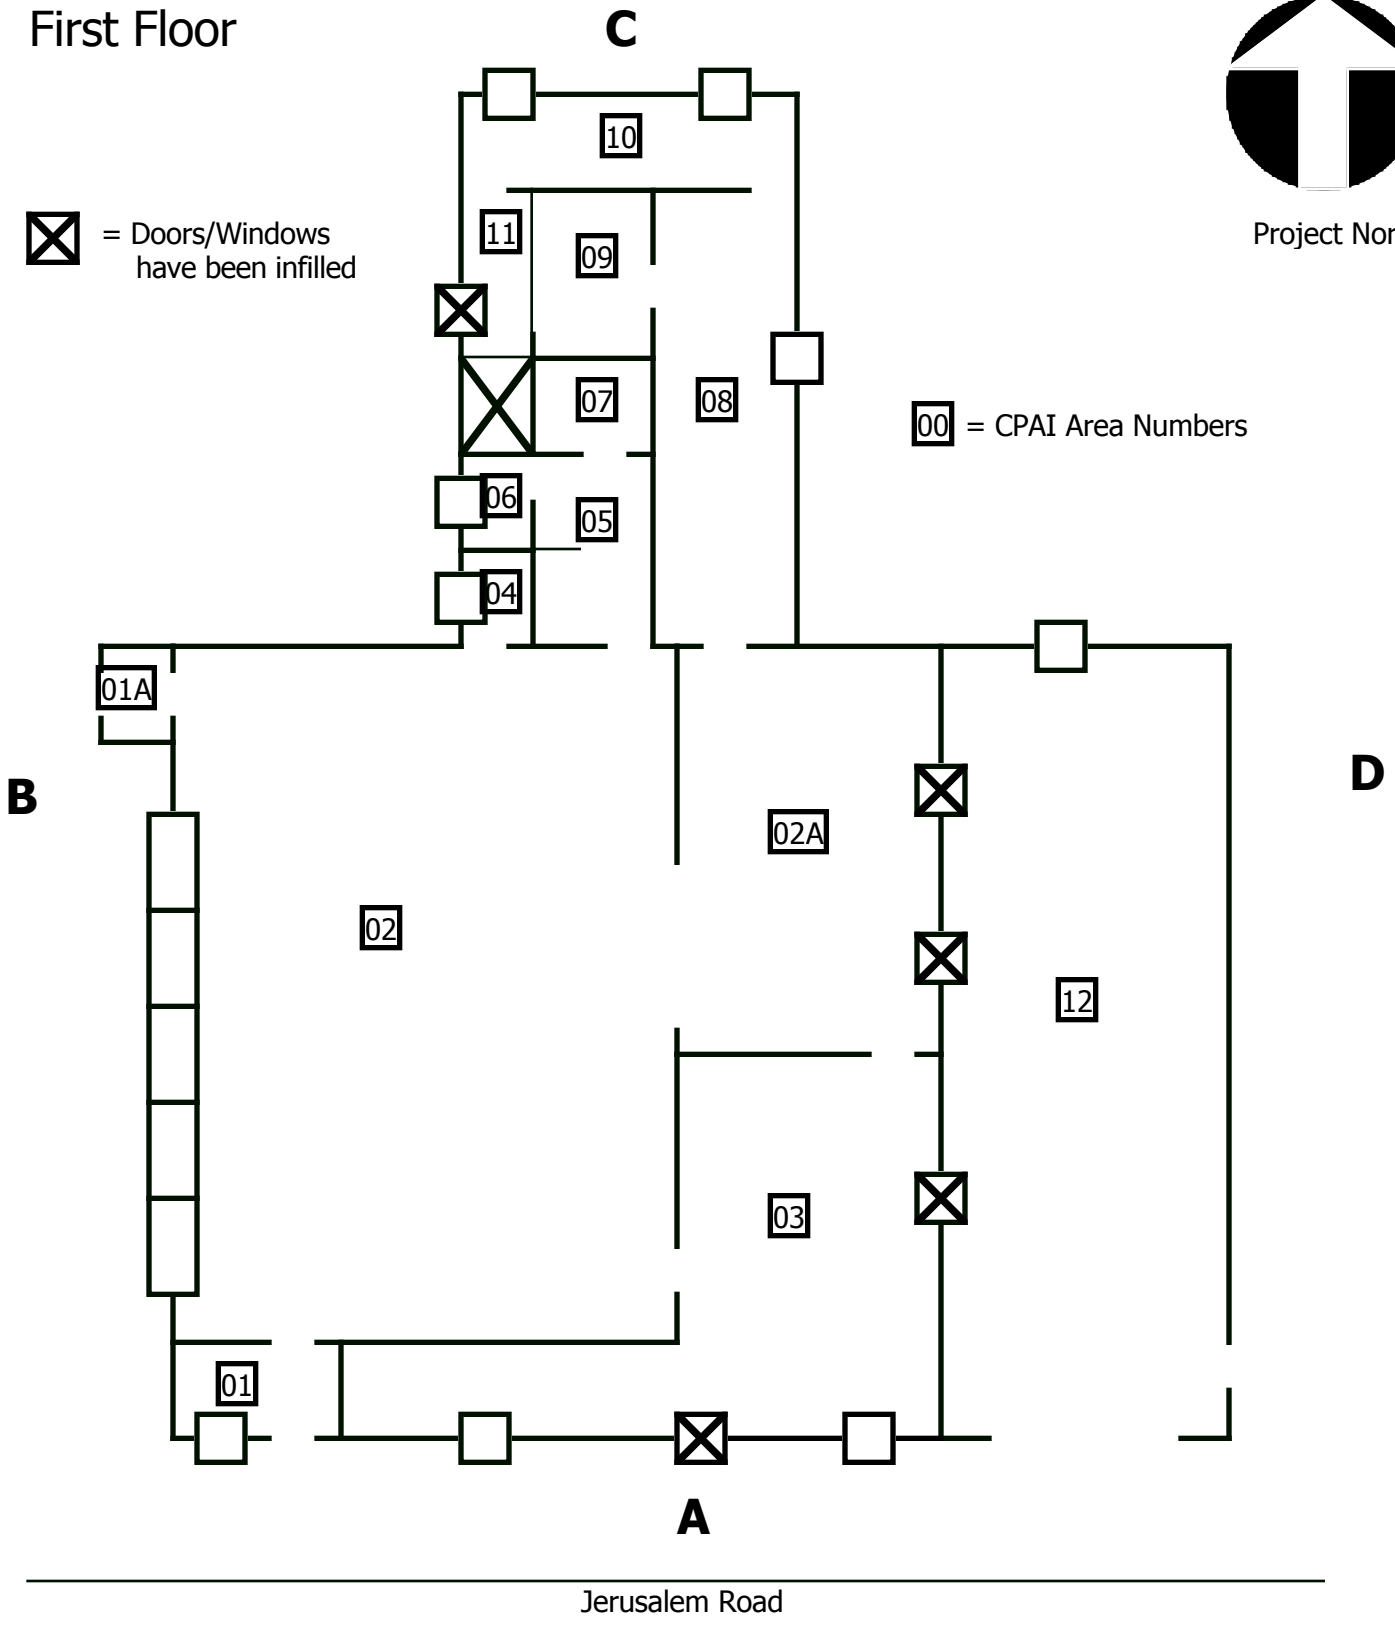 First Floor
C
10
= Doors/Windows
have been infilled
Project Nor
11
09
07
08
00 = CPAI Area Numbers
06
05
04
01A
B
D
02A
02
12
03
01
A
Jerusalem Road